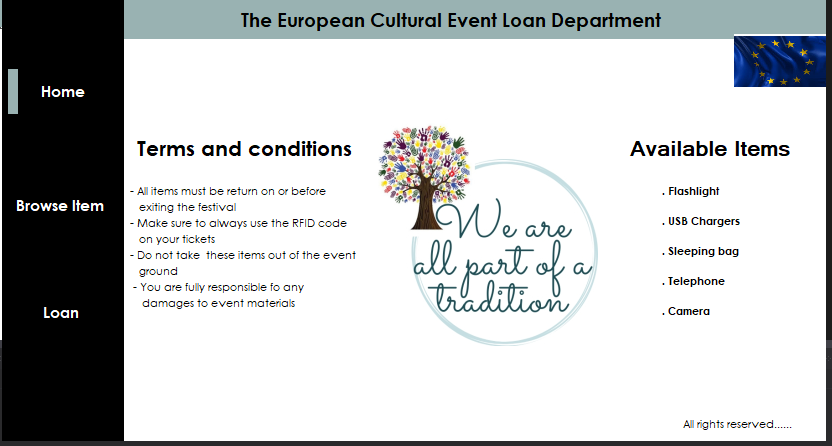 The European Cultural Event Loan Department
Home
Browse Item
Loan
Terms and conditions
- All items must be return on or before
exiting the festival
- Make sure to always use the RFID code
on your tickets
- Do not take  these items out of the event
ground
- You are fully responsible fo any
damages to event materials
We are
all part of a
tradition
Available Items
. Flashlight
. USB Chargers
. Sleeping bag
. Telephone
. Camera
All rights reserved......